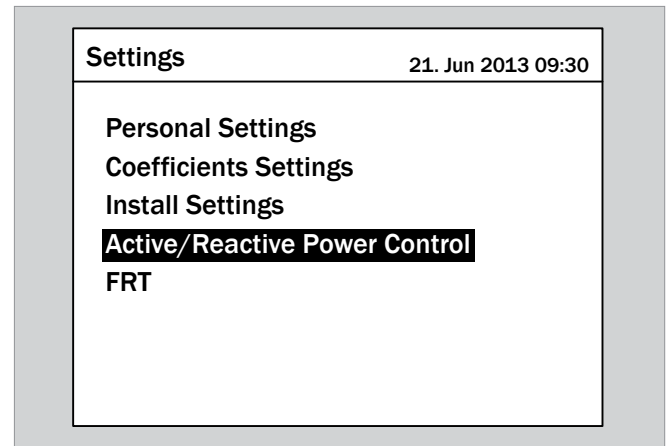 Settings
21. Jun 2013 09:30
Personal Settings
Coefficients Settings
Install Settings
Active/Reactive Power Control
FRT